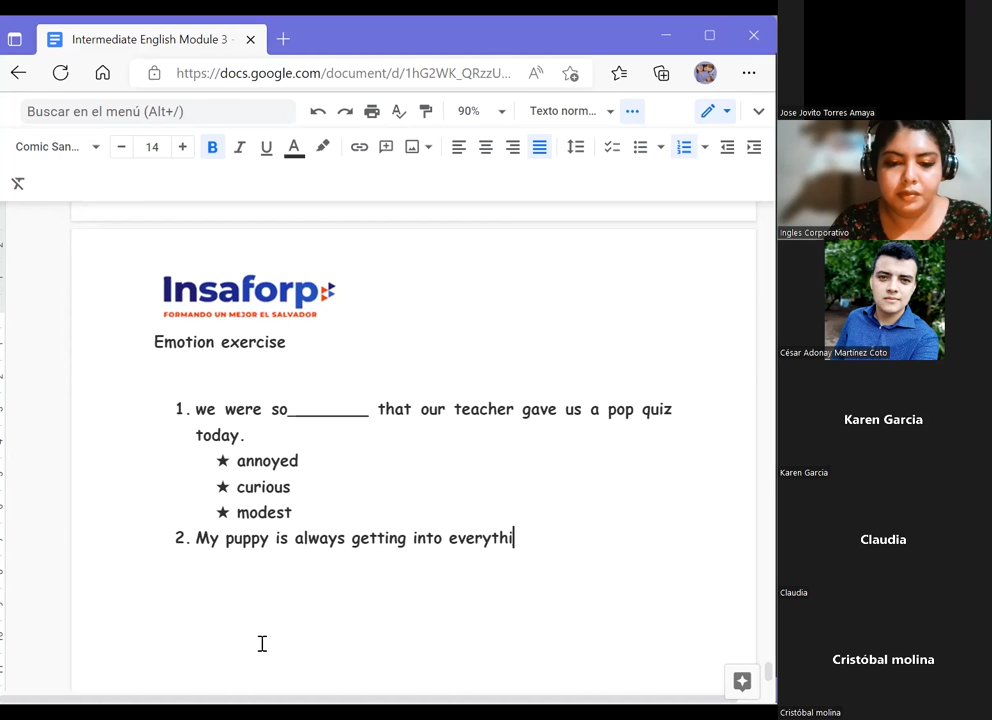 Intermediate English Module 3 -
https://docs.google.com/document/d/1hG2WK_QRzzU...
Buscar en el menú (Alt+/)
90%
Texto norm...
Comic San...
14
Insaforp
FORMANDO UN MEJOR EL SALVADOR
Emotion exercise
1. we were so________ that our teacher gave us a pop quiz
today.
★ annoyed
★ curious
★ modest
2. My puppy is always getting into everythi
Jose Jovito Torres Amaya
Ingles Corporativo
César Adonay Martínez Coto
Karen Garcia
Karen Garcia
Claudia
Claudia
Cristóbal molina
Cristóbal molina